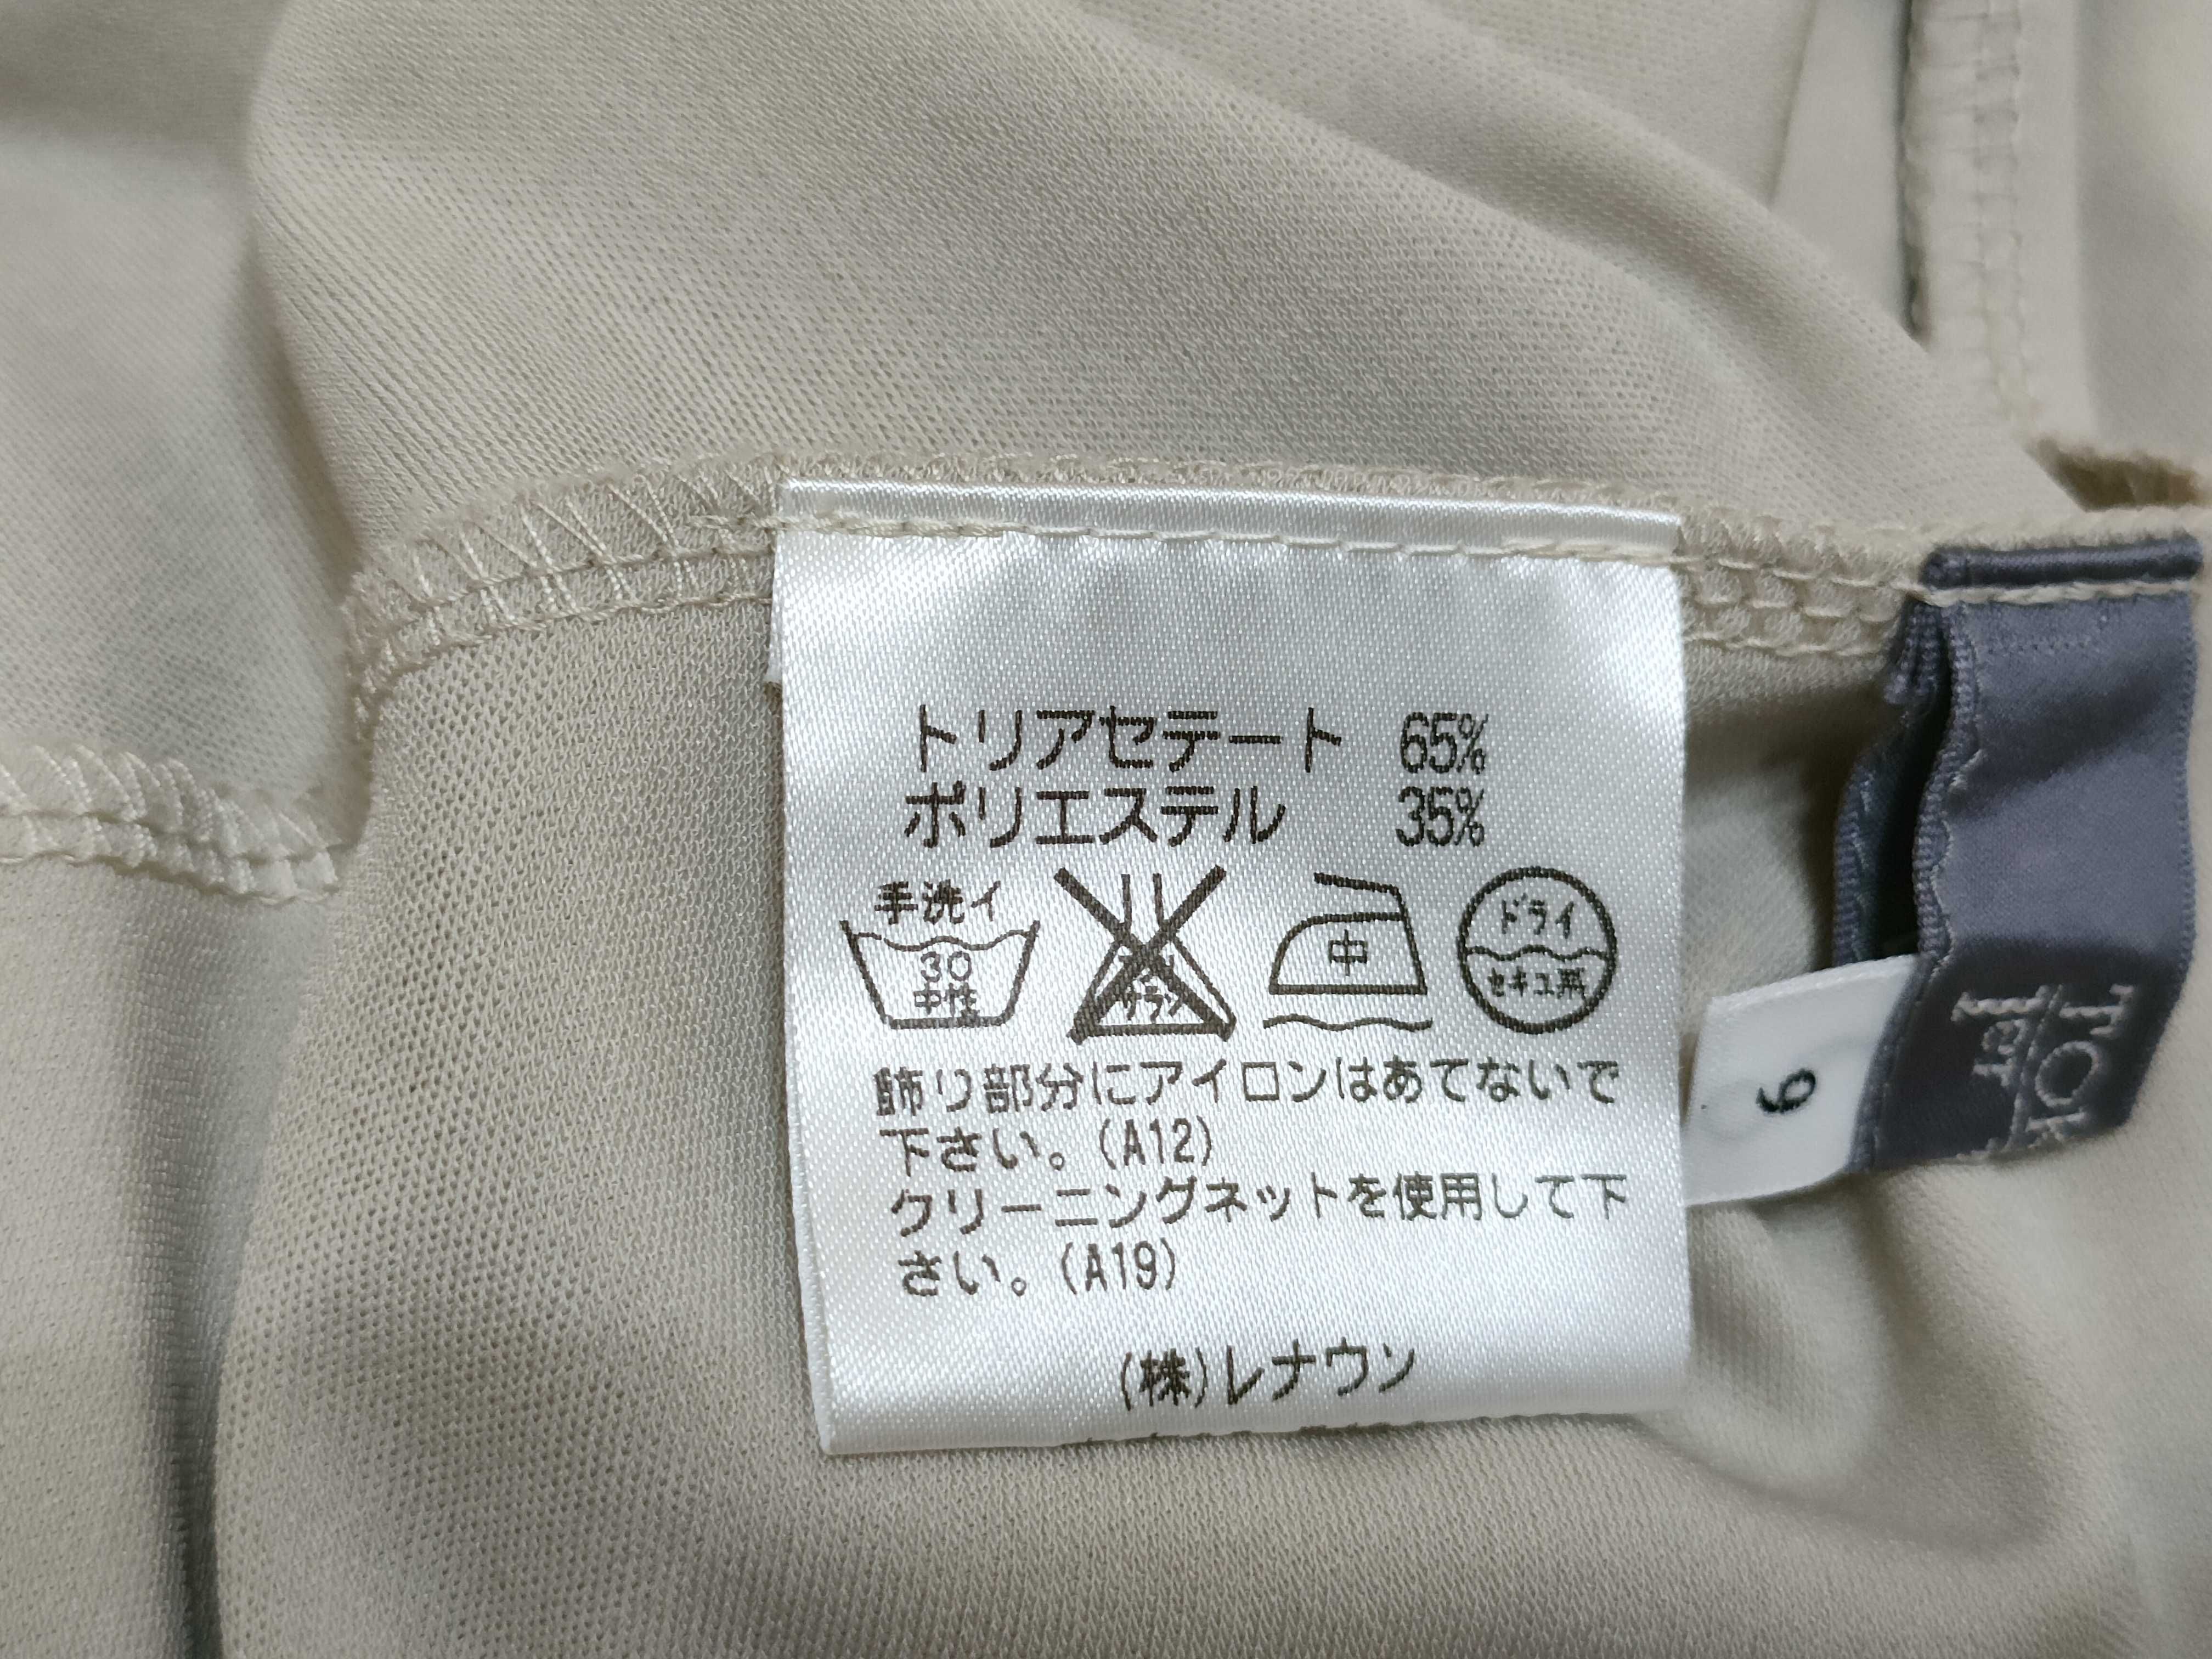 トリアセテート 65%
ポリエステル 35%
手洗イ
30
中性
サラシ
中
ドライ
セキユ系
飾り部分にアイロンはあてないで
下さい。(A12)
クリーニングネットを使用して下
さい。(A19)
(株)レナウン
9